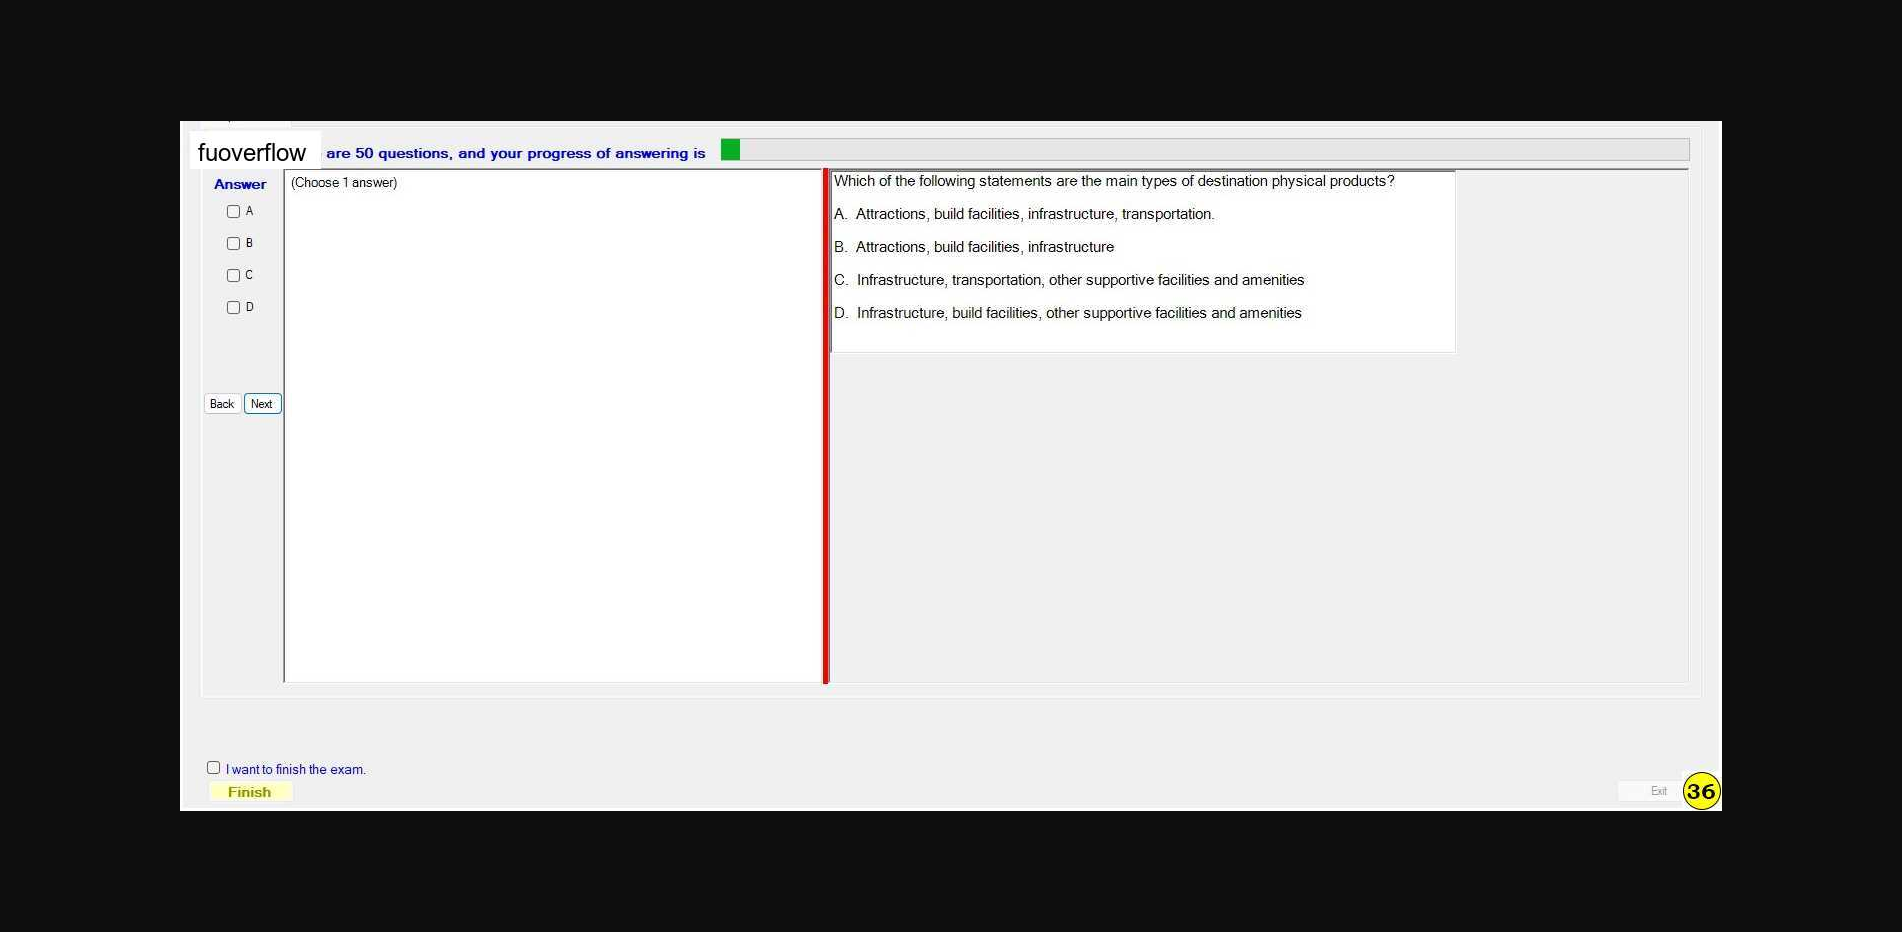 fuoverflow are 50 questions, and your progress of answering is
Answer
(Choose 1 answer)
A
B
C
D
Back Next
Which of the following statements are the main types of destination physical products?
A. Attractions, build facilities, infrastructure, transportation.
B. Attractions, build facilities, infrastructure
C. Infrastructure, transportation, other supportive facilities and amenities
D. Infrastructure, build facilities, other supportive facilities and amenities
I want to finish the exam.
Finish
Exit
36